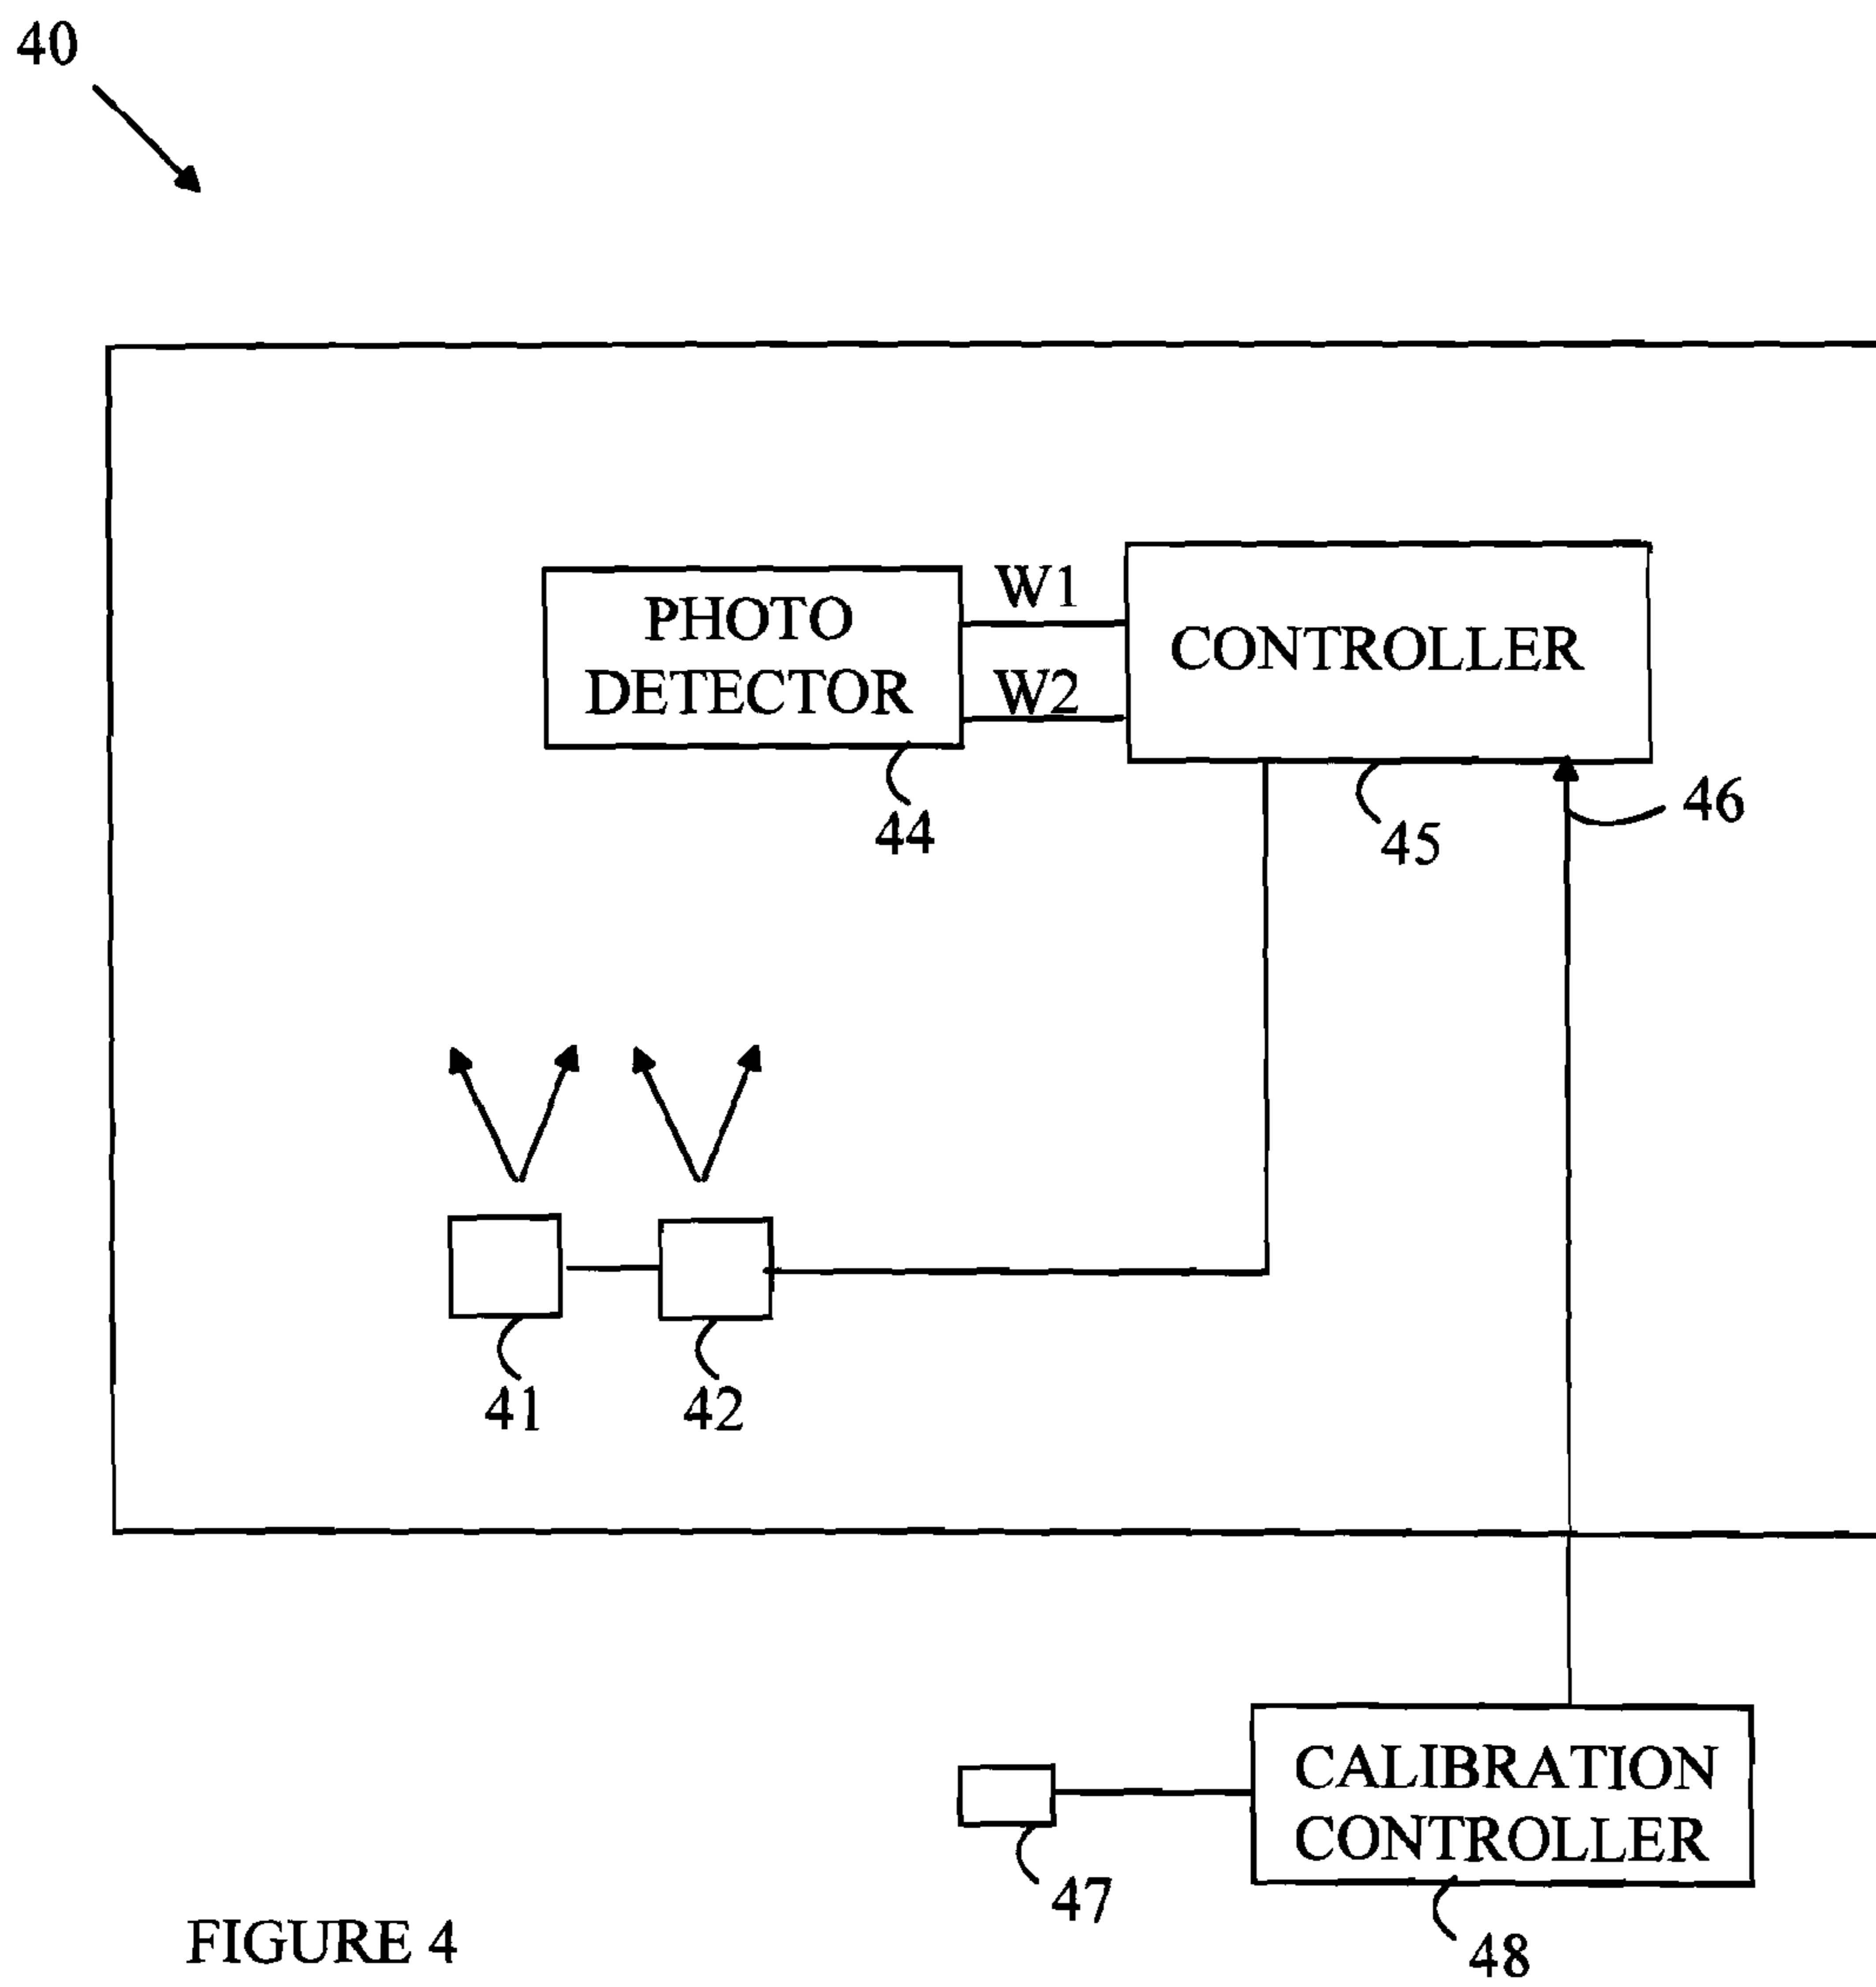 40
PHOTO
DETECTOR
W1
W2
CONTROLLER
44
45
46
41
42
CALIBRATION
CONTROLLER
47
48
FIGURE 4